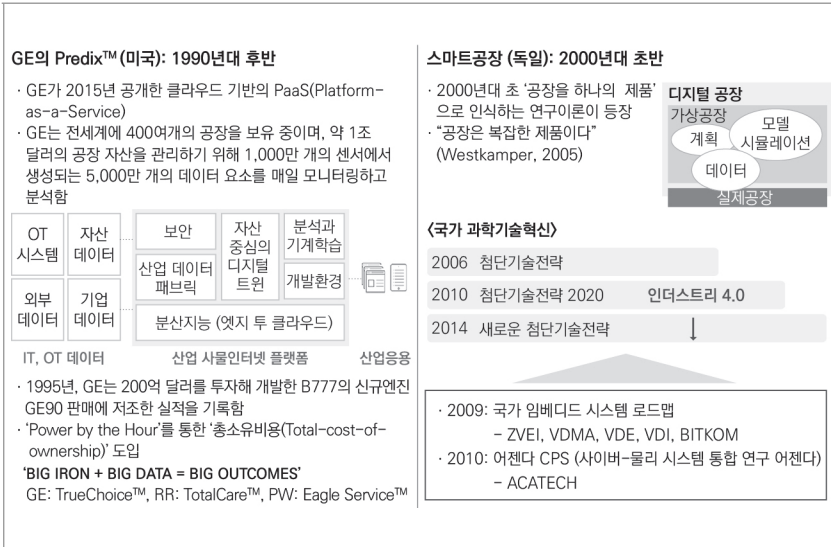 GE의 Predix™ (미국): 1990년대 후반
· GE가 2015년 공개한 클라우드 기반의 PaaS(Platform-
as-a-Service)
· GE는 전세계에 400여개의 공장을 보유 중이며, 약 1조
달러의 공장 자산을 관리하기 위해 1,000만 개의 센서에서
생성되는 5,000만 개의 데이터 요소를 매일 모니터링하고
분석함
OT
시스템
자산
데이터
외부
데이터
기업
데이터
보안
산업 데이터
패브릭
자산
중심의
디지털
트윈
분석과
기계학습
개발환경
분산지능 (엣지 투 클라우드)
IT, OT 데이터
산업 사물인터넷 플랫폼
산업응용
· 1995년, GE는 200억 달러를 투자해 개발한 B777의 신규엔진
GE90 판매에 저조한 실적을 기록함
· ‘Power by the Hour’를 통한 ‘총소유비용(Total-cost-of-
ownership)’ 도입
‘BIG IRON + BIG DATA = BIG OUTCOMES’
GE: TrueChoice™, RR: TotalCare™, PW: Eagle Service™
스마트공장 (독일): 2000년대 초반
· 2000년대 초 ‘공장을 하나의 제품’
으로 인식하는 연구이론이 등장
· “공장은 복잡한 제품이다”
(Westkamper, 2005)
디지털 공장
가상공장
계획
모델
시뮬레이션
데이터
실제공장
〈국가 과학기술혁신〉
2006 첨단기술전략
2010 첨단기술전략 2020 인더스트리 4.0
2014 새로운 첨단기술전략 ↓
· 2009: 국가 임베디드 시스템 로드맵
– ZVEI, VDMA, VDE, VDI, BITKOM
· 2010: 어젠다 CPS (사이버-물리 시스템 통합 연구 어젠다)
– ACATECH